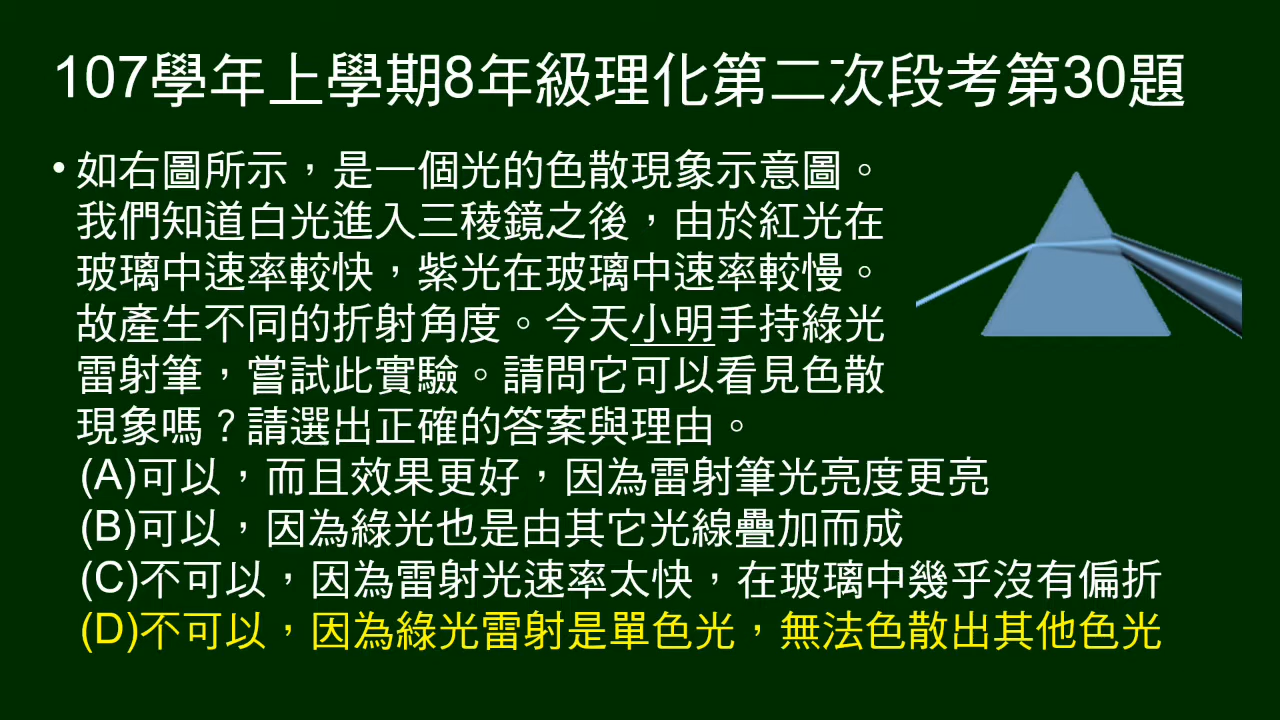 107學年上學期8年級理化第二次段考第30題
• 如右圖所示，是一個光的色散現象示意圖。
我們知道白光進入三稜鏡之後，由於紅光在
玻璃中速率較快，紫光在玻璃中速率較慢。
故產生不同的折射角度。今天小明手持綠光
雷射筆，嘗試此實驗。請問它可以看見色散
現象嗎？請選出正確的答案與理由。
(A)可以，而且效果更好，因為雷射筆光亮度更亮
(B)可以，因為綠光也是由其它光線疊加而成
(C)不可以，因為雷射光速率太快，在玻璃中幾乎沒有偏折
(D)不可以，因為綠光雷射是單色光，無法色散出其他色光